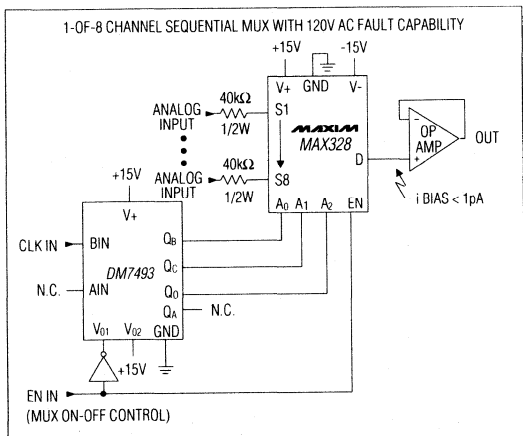 1-OF-8 CHANNEL SEQUENTIAL MUX WITH 120V AC FAULT CAPABILITY
+15V
-15V
V+ GND V-
40kΩ
ANALOG INPUT
1/2W
S1
MAXIM
MAX328
D
OP AMP
-
+
OUT
i BIAS < 1pA
40kΩ
ANALOG INPUT
1/2W
S8
A0 A1 A2 EN
+15V
V+
CLK IN
BIN
QB
DM7493
QC
N.C.
AIN
QO
QA
N.C.
V01 V02 GND
+15V
EN IN
(MUX ON-OFF CONTROL)